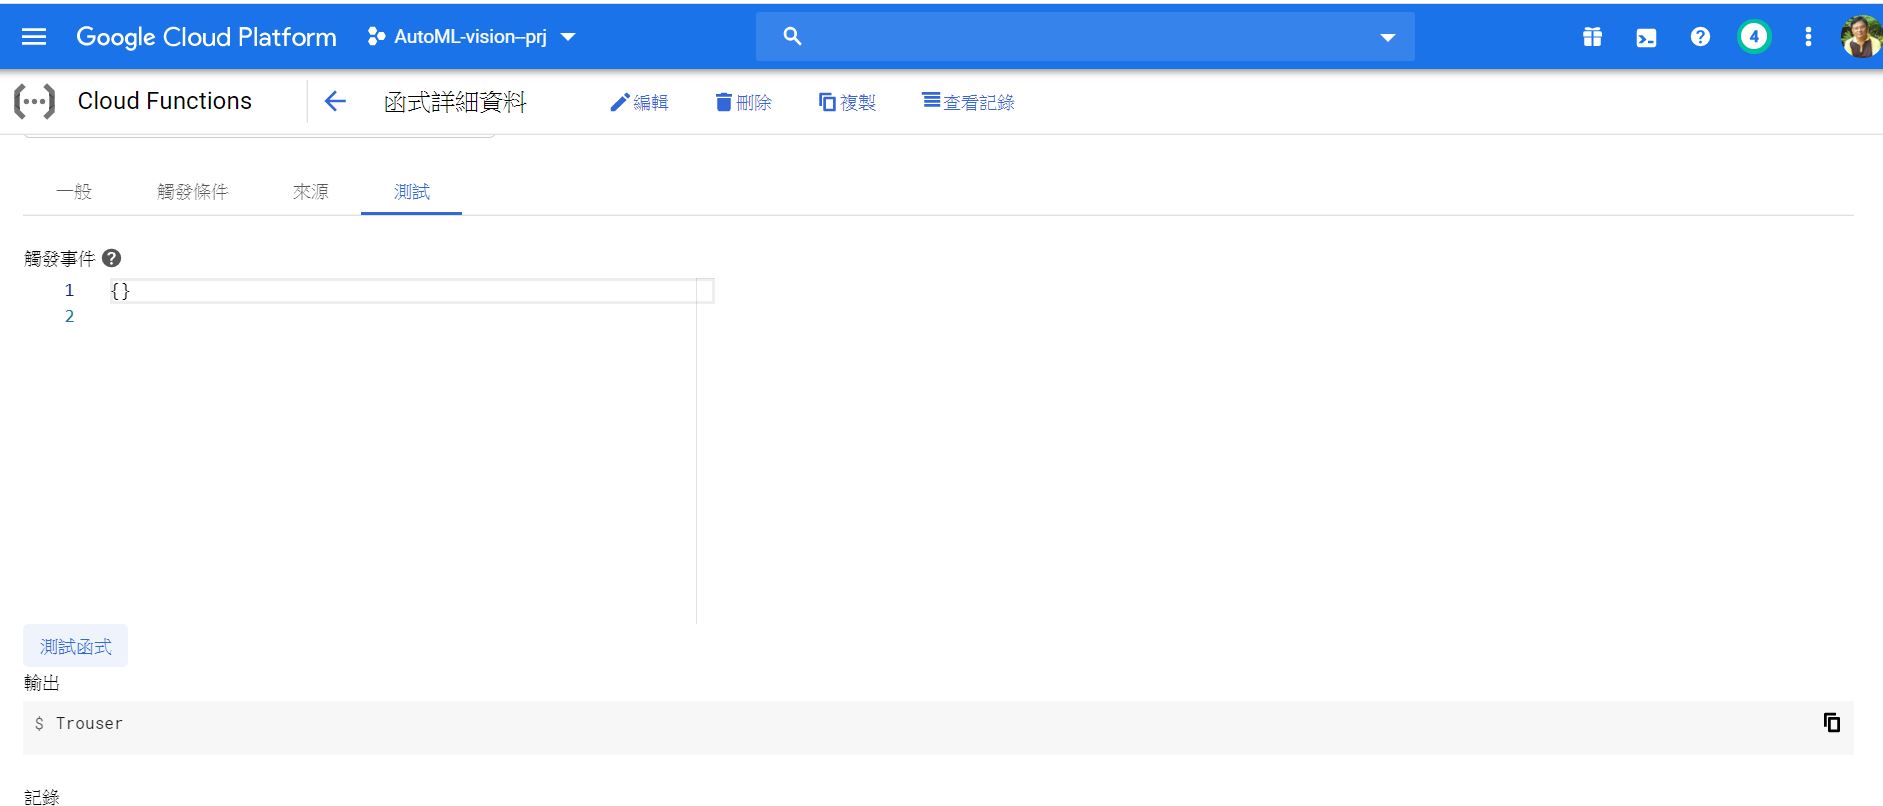 Google Cloud Platform AutoML-vision--prj 4
Cloud Functions 函式詳細資料 編輯 刪除 複製 查看記錄
一般 觸發條件 來源 測試
觸發事件
1 {}
2
測試函式
輸出
$ Trouser
記錄